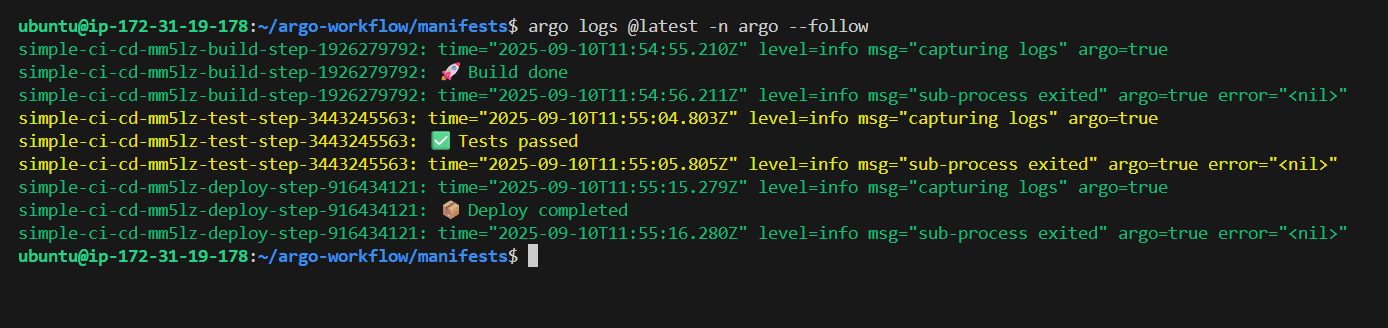 ubuntu@ip-172-31-19-178:~/argo-workflow/manifests$ argo logs @latest -n argo --follow
simple-ci-cd-mm5lz-build-step-1926279792: time="2025-09-10T11:54:55.210Z" level=info msg="capturing logs" argo=true
simple-ci-cd-mm5lz-build-step-1926279792: 🚀 Build done
simple-ci-cd-mm5lz-build-step-1926279792: time="2025-09-10T11:54:56.211Z" level=info msg="sub-process exited" argo=true error="<nil>"
simple-ci-cd-mm5lz-test-step-3443245563: time="2025-09-10T11:55:04.803Z" level=info msg="capturing logs" argo=true
simple-ci-cd-mm5lz-test-step-3443245563: ✅ Tests passed
simple-ci-cd-mm5lz-test-step-3443245563: time="2025-09-10T11:55:05.805Z" level=info msg="sub-process exited" argo=true error="<nil>"
simple-ci-cd-mm5lz-deploy-step-916434121: time="2025-09-10T11:55:15.279Z" level=info msg="capturing logs" argo=true
simple-ci-cd-mm5lz-deploy-step-916434121: 📦 Deploy completed
simple-ci-cd-mm5lz-deploy-step-916434121: time="2025-09-10T11:55:16.280Z" level=info msg="sub-process exited" argo=true error="<nil>"
ubuntu@ip-172-31-19-178:~/argo-workflow/manifests$